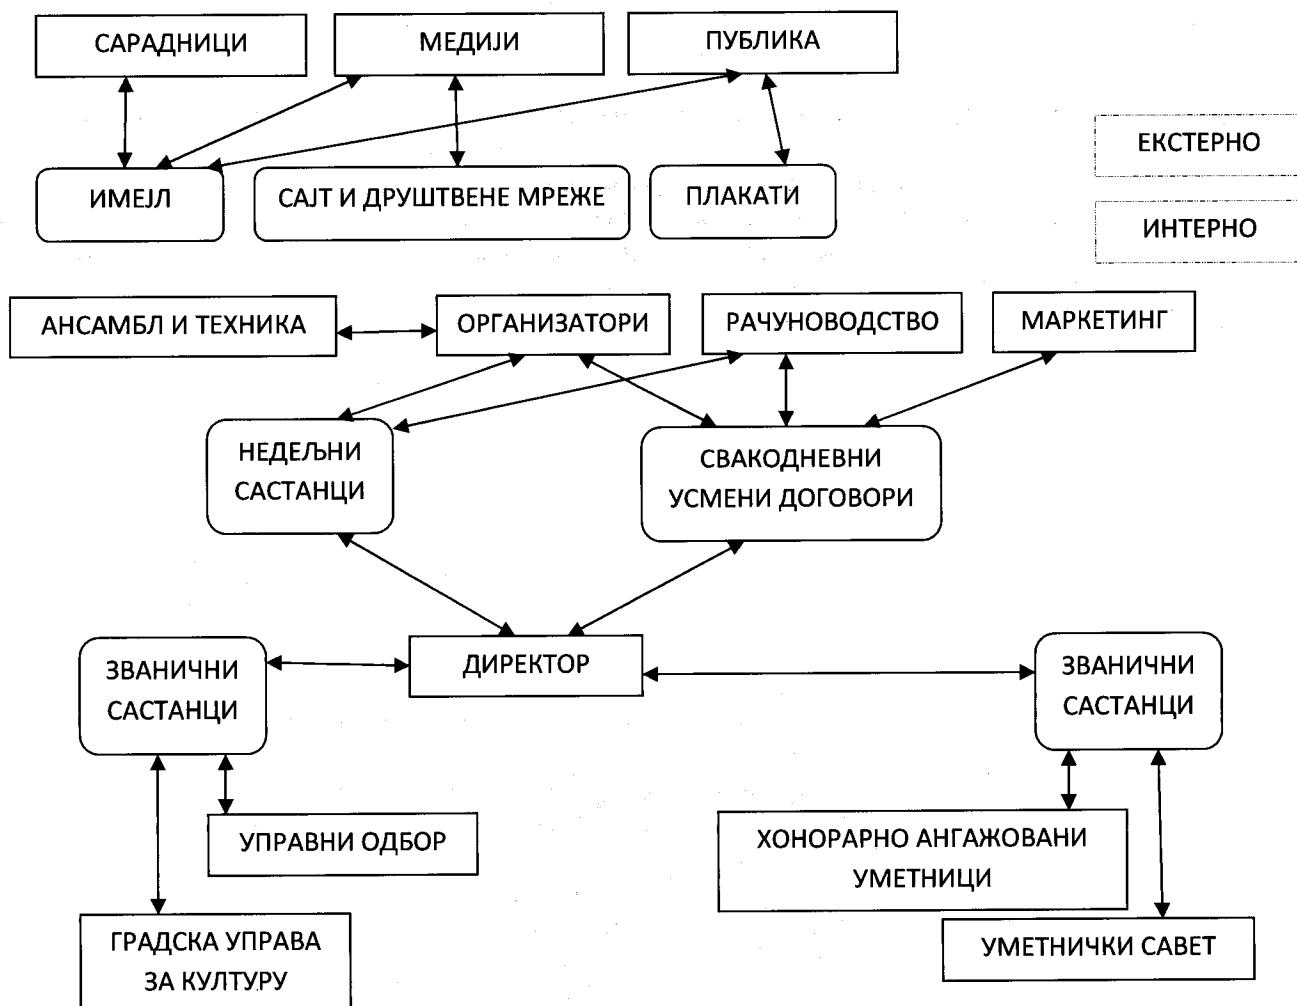 САРАДНИЦИ
МЕДИЈИ
ПУБЛИКА
ЕКСТЕРНО
ИМЕЈЛ
САЈТ И ДРУШТВЕНЕ МРЕЖЕ
ПЛАКАТИ
ИНТЕРНО
АНСАМБЛ И ТЕХНИКА
ОРГАНИЗАТОРИ
РАЧУНОВОДСТВО
МАРКЕТИНГ
НЕДЕЉНИ
САСТАНЦИ
СВАКОДНЕВНИ
УСМЕНИ ДОГОВОРИ
ЗВАНИЧНИ
САСТАНЦИ
ДИРЕКТОР
ЗВАНИЧНИ
САСТАНЦИ
УПРАВНИ ОДБОР
ХОНОРАРНО АНГАЖОВАНИ
УМЕТНИЦИ
ГРАДСКА УПРАВА
ЗА КУЛТУРУ
УМЕТНИЧКИ САВЕТ